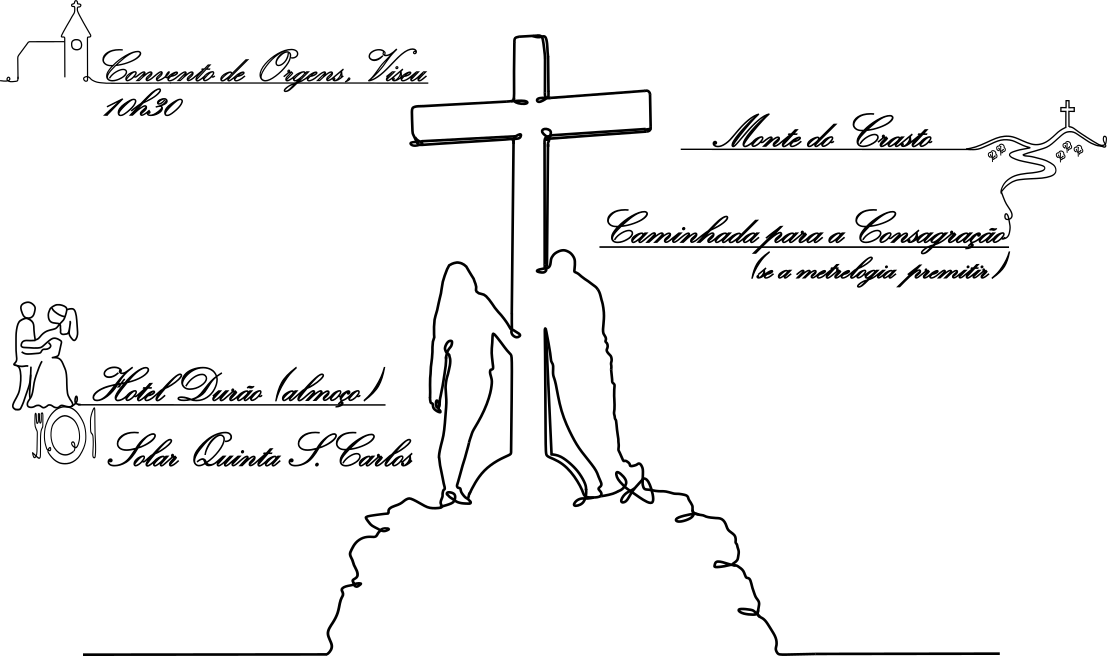 Convento de Orgens, Viseu
10h30
Monte do Crasto
Caminhada para a Consagração
(se a metrelogia premitir)
Hotel Durão (almoço)
Solar Quinta S. Carlos